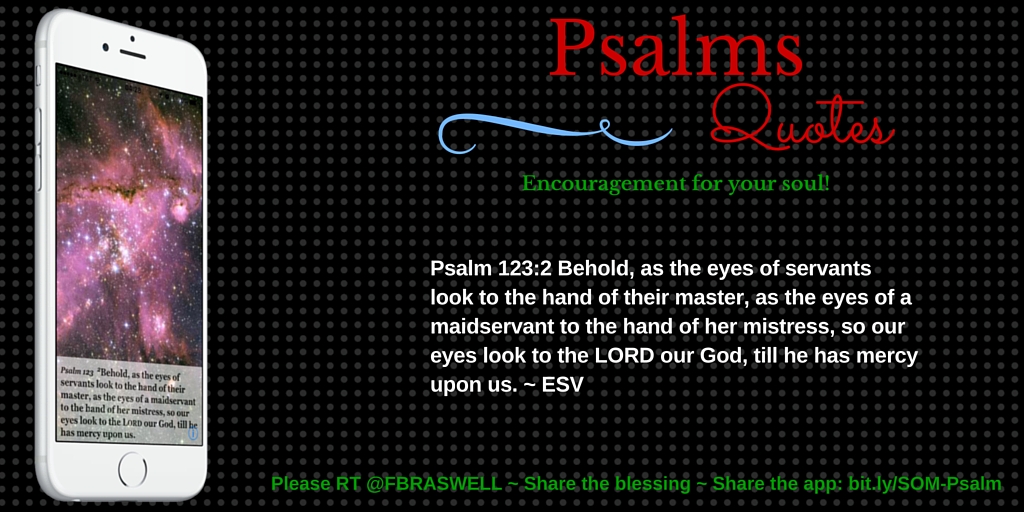 Psalms
Quotes
Encouragement for your soul!
Psalm 123:2 Behold, as the eyes of servants
look to the hand of their master, as the eyes of a
maidservant to the hand of her mistress, so our
eyes look to the LORD our God, till he has mercy
upon us. ~ ESV
Psalm 123 ²Behold, as the eyes of
servants look to the hand of their
master, as the eyes of a maidservant
to the hand of her mistress, so our
eyes look to the LORD our God, till he
has mercy upon us.
Please RT @FBRASWELL ~ Share the blessing ~ Share the app: bit.ly/SOM-Psalm